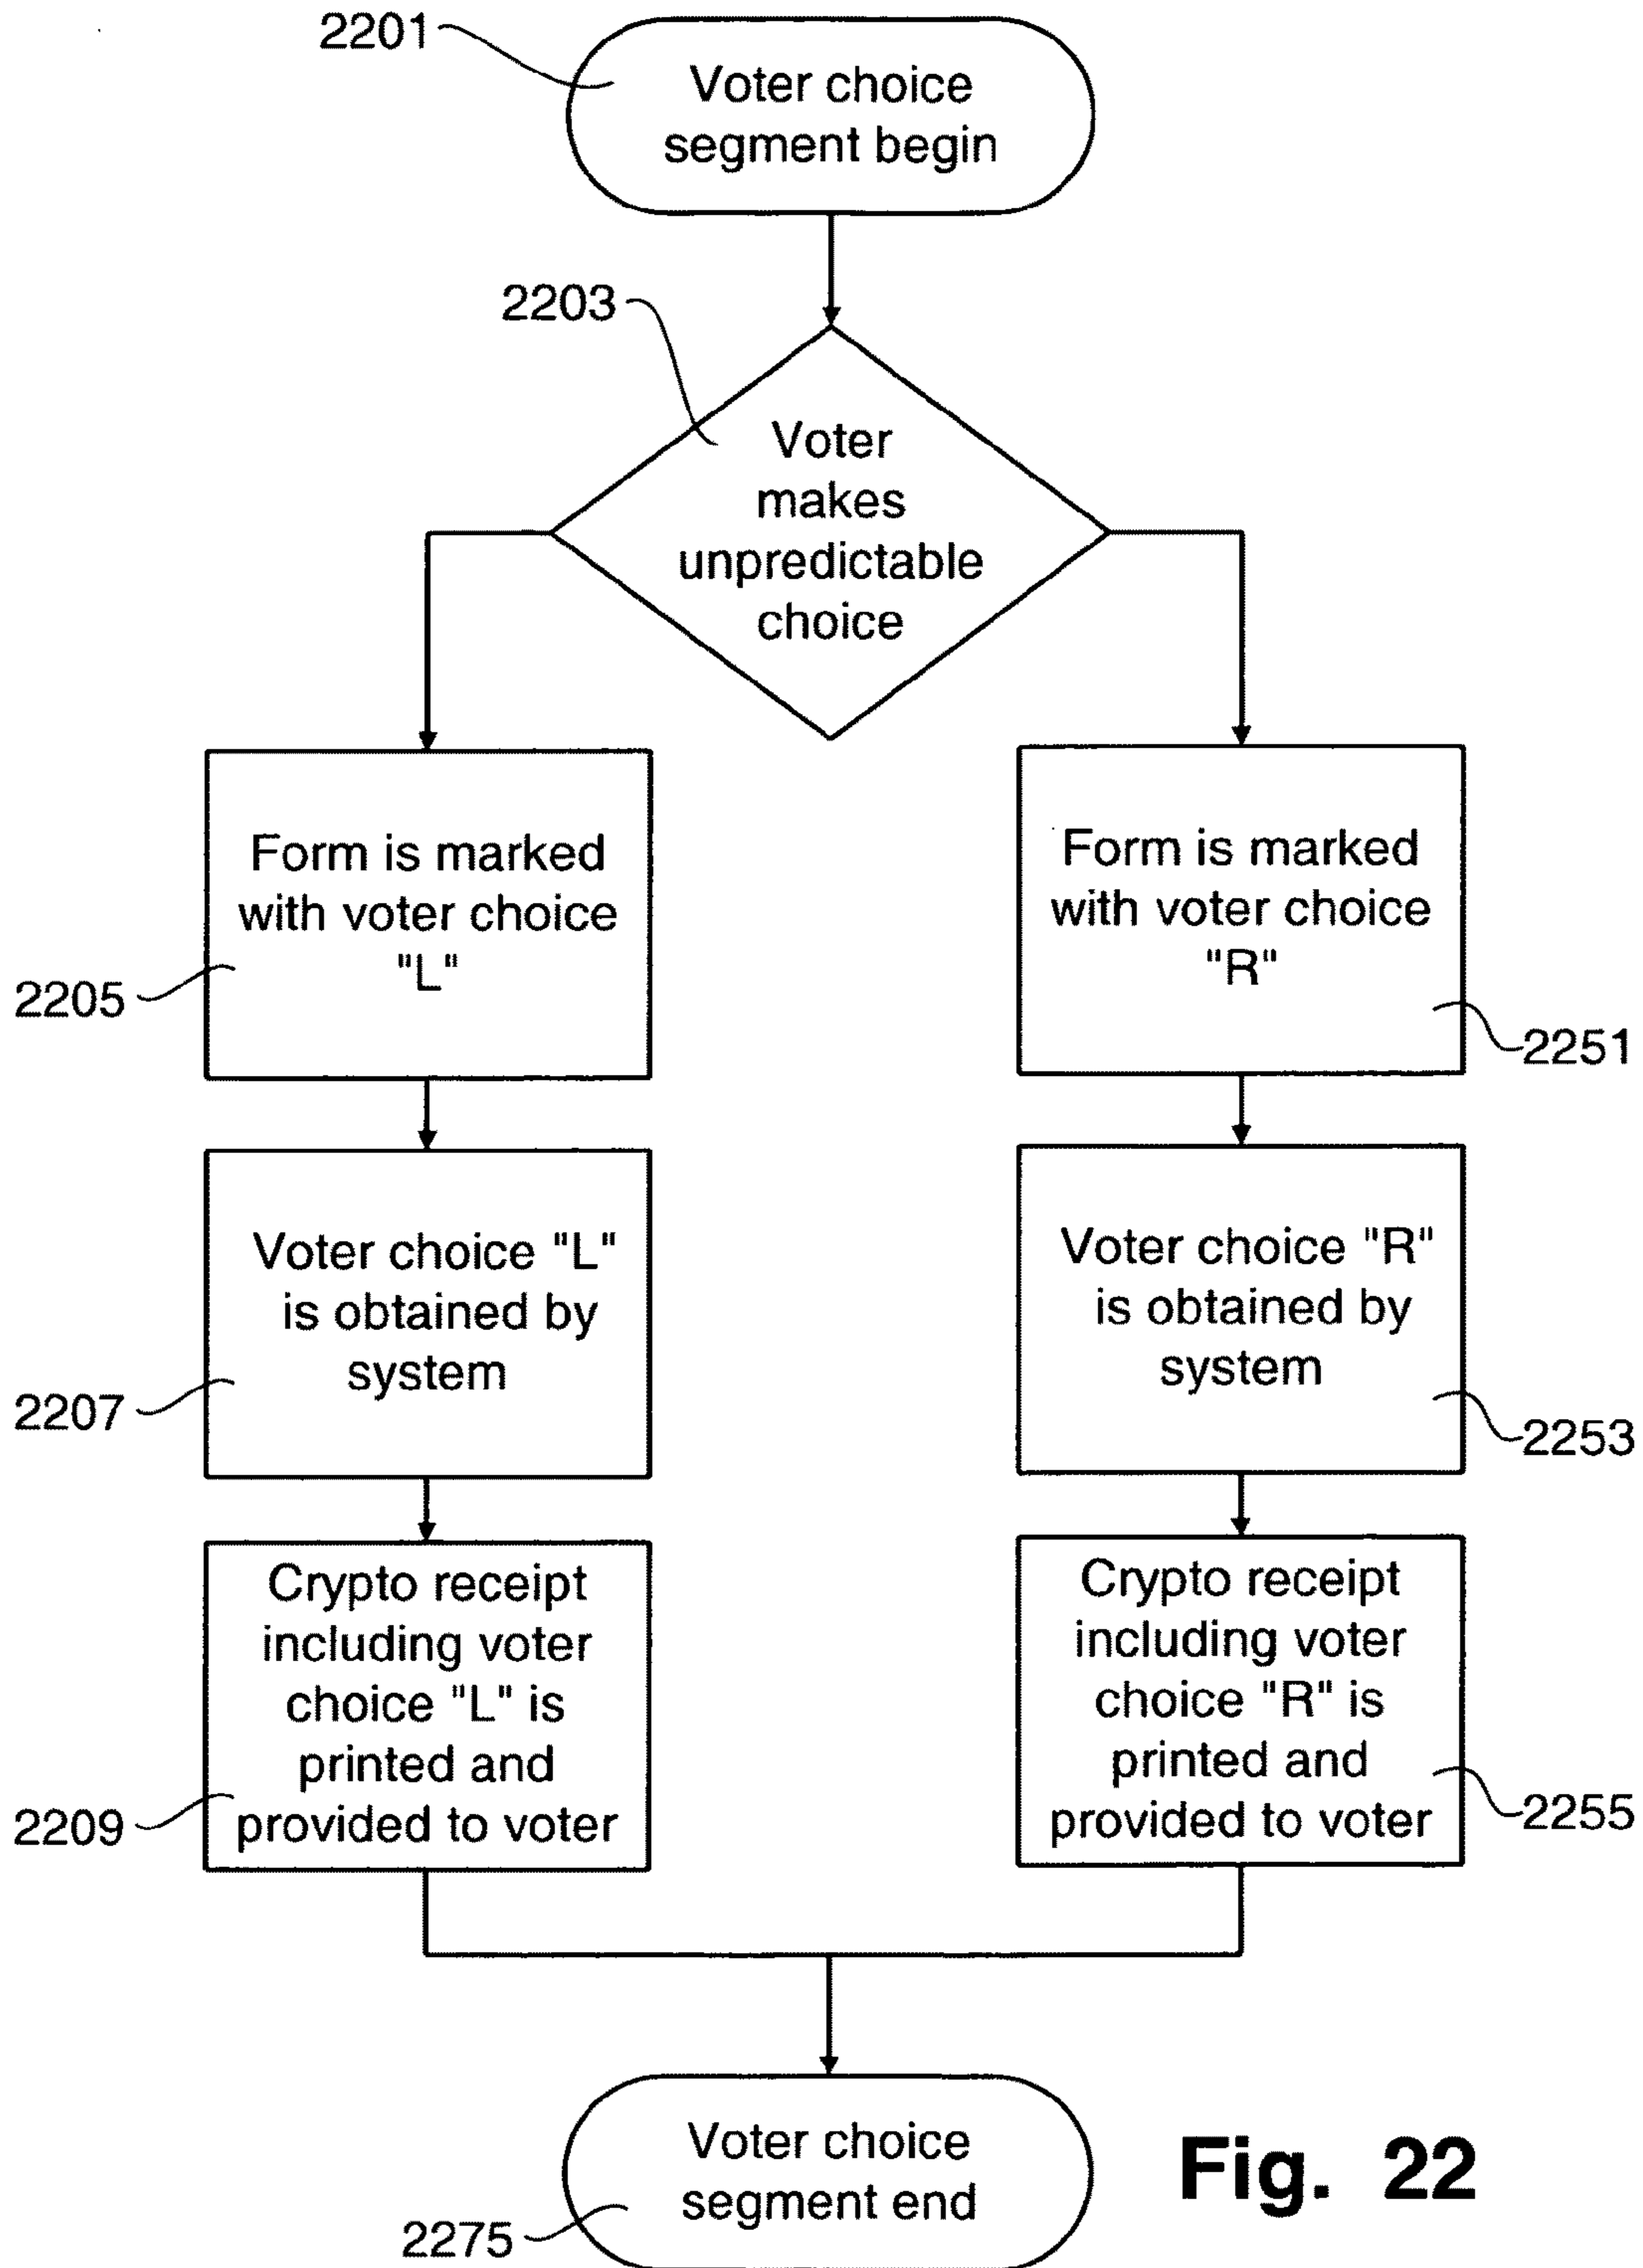 2201
Voter choice
segment begin
2203
Voter
makes
unpredictable
choice
Form is marked
with voter choice
"L"
2205
Form is marked
with voter choice
"R"
2251
Voter choice "L"
is obtained by
system
2207
Voter choice "R"
is obtained by
system
2253
Crypto receipt
including voter
choice "L" is
printed and
provided to voter
2209
Crypto receipt
including voter
choice "R" is
printed and
provided to voter
2255
Voter choice
segment end
2275
Fig. 22